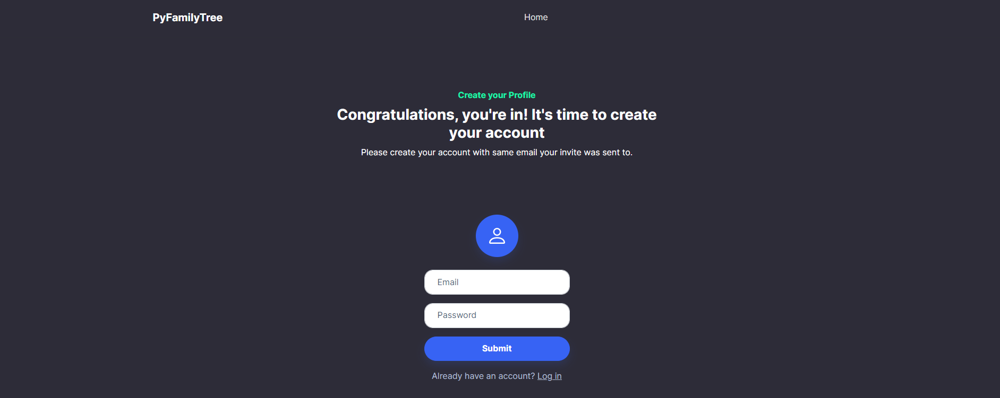 PyFamilyTree
Home
Create your Profile
Congratulations, you're in! It's time to create
your account
Please create your account with same email your invite was sent to.
Email
Password
Submit
Already have an account? Log in